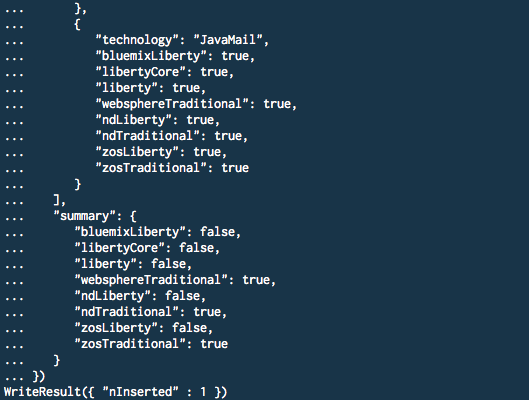 ...       },
...       {
...          "technology": "JavaMail",
...          "bluemixLiberty": true,
...          "libertyCore": true,
...          "liberty": true,
...          "websphereTraditional": true,
...          "ndLiberty": true,
...          "ndTraditional": true,
...          "zosLiberty": true,
...          "zosTraditional": true
...       }
...    ],
...    "summary": {
...       "bluemixLiberty": false,
...       "libertyCore": false,
...       "liberty": false,
...       "websphereTraditional": true,
...       "ndLiberty": false,
...       "ndTraditional": true,
...       "zosLiberty": false,
...       "zosTraditional": true
...    }
... })
WriteResult({ "nInserted" : 1 })